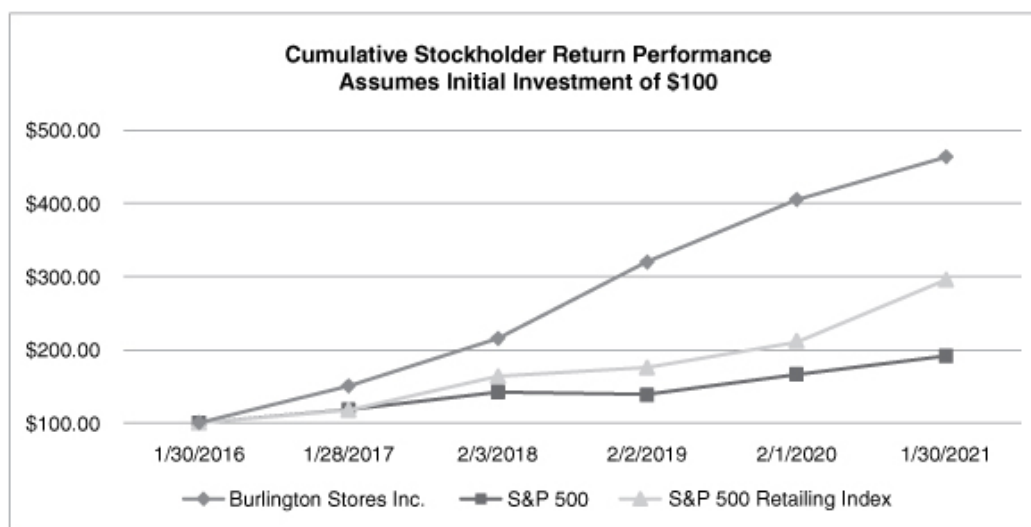 Cumulative Stockholder Return Performance
Assumes Initial Investment of $100
$500.00
$400.00
$300.00
$200.00
$100.00
1/30/2016 1/28/2017 2/3/2018 2/2/2019 2/1/2020 1/30/2021
Burlington Stores Inc. S&P 500 S&P 500 Retailing Index